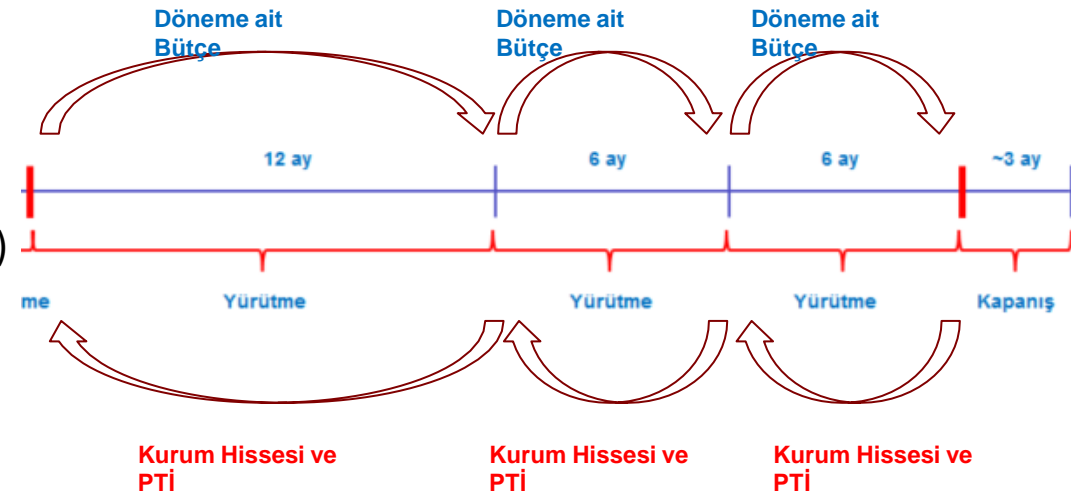 Döneme ait
Bütçe
Döneme ait
Bütçe
Döneme ait
Bütçe
12 ay
6 ay
6 ay
~3 ay
)
me
Yürütme
Yürütme
Yürütme
Kapanış
Kurum Hissesi ve
PTİ
Kurum Hissesi ve
PTİ
Kurum Hissesi ve
PTİ